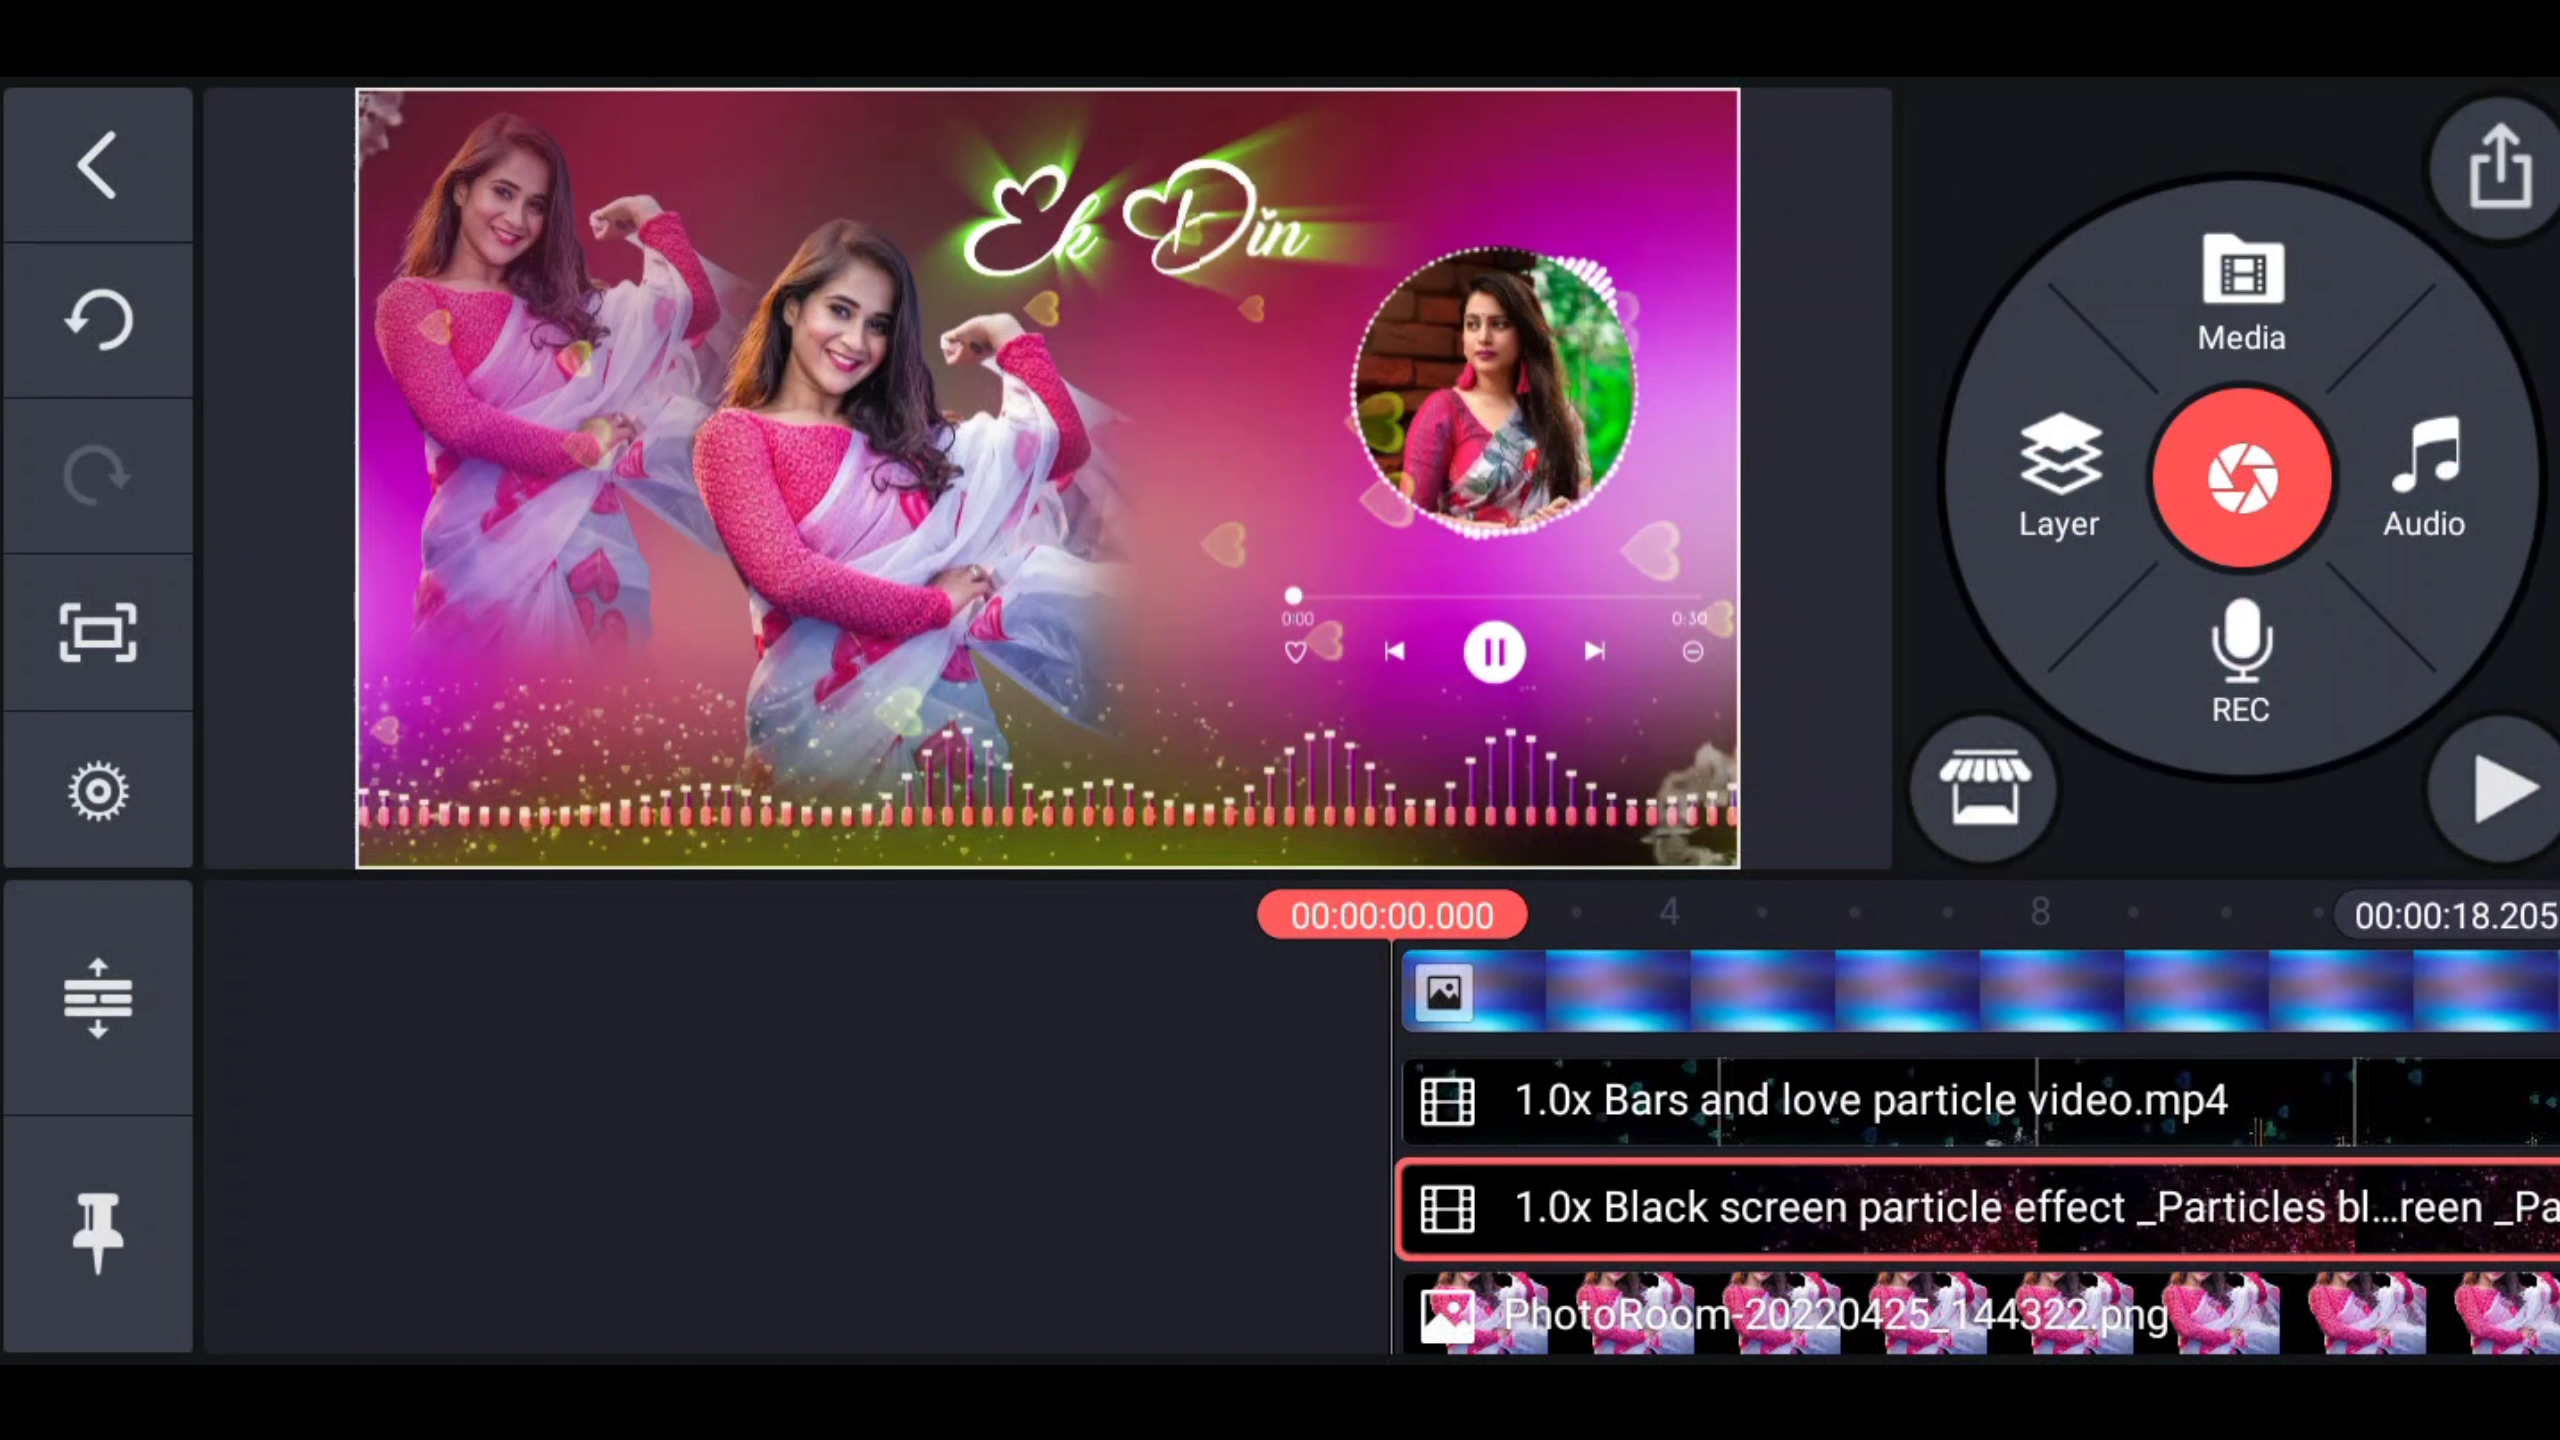 Ek Din
Media
Layer
Audio
REC
0:00
0:30
00:00:00.000
4
8
00:00:18.205
1.0x Bars and love particle video.mp4
1.0x Black screen particle effect _Particles bl...reen _Pa
PhotoRoom-20220425_144322.png